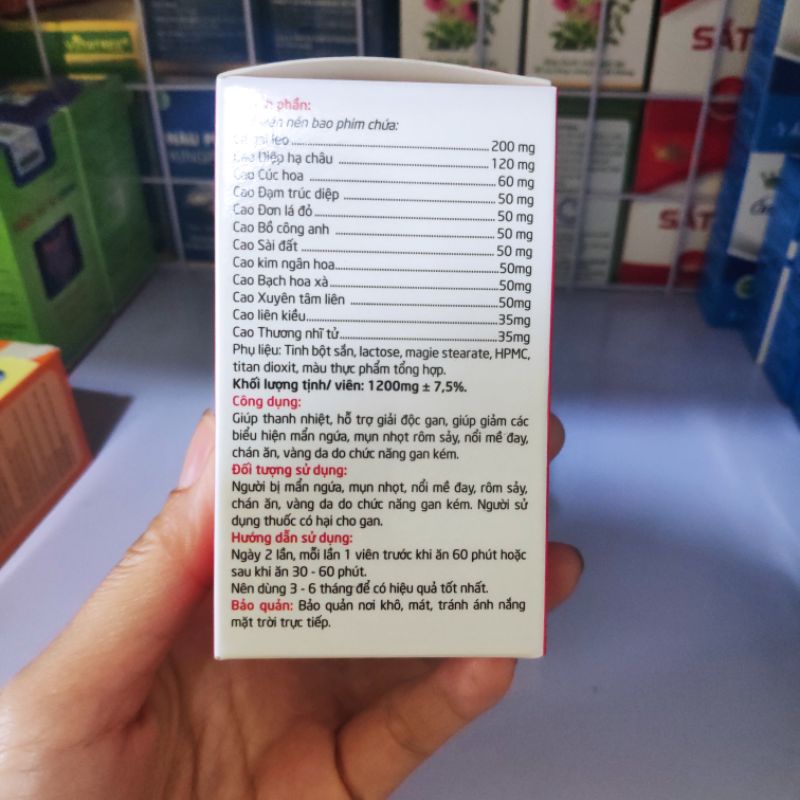 SẮT
SẮT
phần:
nén bao phim chứa:
leo 200 mg
Cao Diệp hạ châu 120 mg
Cao Cúc hoa 60 mg
Cao Đạm trúc diệp 50 mg
Cao Đơn lá đỏ 50 mg
Cao Bồ công anh 50 mg
Cao Sài đất 50 mg
Cao kim ngân hoa 50mg
Cao Bạch hoa xà 50mg
Cao Xuyên tâm liên 50mg
Cao liên kiều 35mg
Cao Thương nhĩ tử 35mg
Phụ liệu: Tinh bột sắn, lactose, magie stearate, HPMC,
titan dioxit, màu thực phẩm tổng hợp.
Khối lượng tịnh/ viên: 1200mg ± 7,5%.
Công dụng:
Giúp thanh nhiệt, hỗ trợ giải độc gan, giúp giảm các
biểu hiện mẩn ngứa, mụn nhọt rôm sảy, nổi mề đay,
chán ăn, vàng da do chức năng gan kém.
Đối tượng sử dụng:
Người bị mẩn ngứa, mụn nhọt, nổi mề đay, rôm sảy,
chán ăn, vàng da do chức năng gan kém. Người sử
dụng thuốc có hại cho gan.
Hướng dẫn sử dụng:
Ngày 2 lần, mỗi lần 1 viên trước khi ăn 60 phút hoặc
sau khi ăn 30 - 60 phút.
Nên dùng 3 - 6 tháng để có hiệu quả tốt nhất.
Bảo quản: Bảo quản nơi khô, mát, tránh ánh nắng
mặt trời trực tiếp.